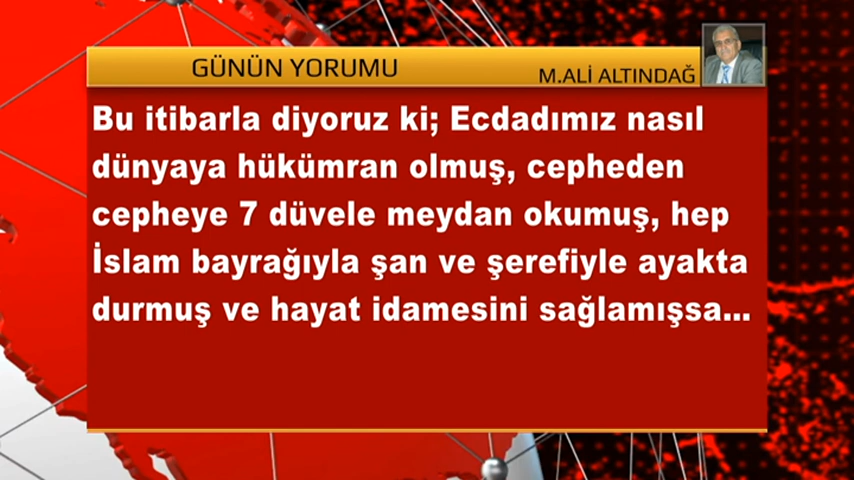 GÜNÜN YORUMU
M.ALİ ALTINDAĞ
Bu itibarla diyoruz ki; Ecdadımız nasıl
dünyaya hükümran olmuş, cepheden
cepheye 7 düvele meydan okumuş, hep
İslam bayrağıyla şan ve şerefiyle ayakta
durmuş ve hayat idamesini sağlamışsa...